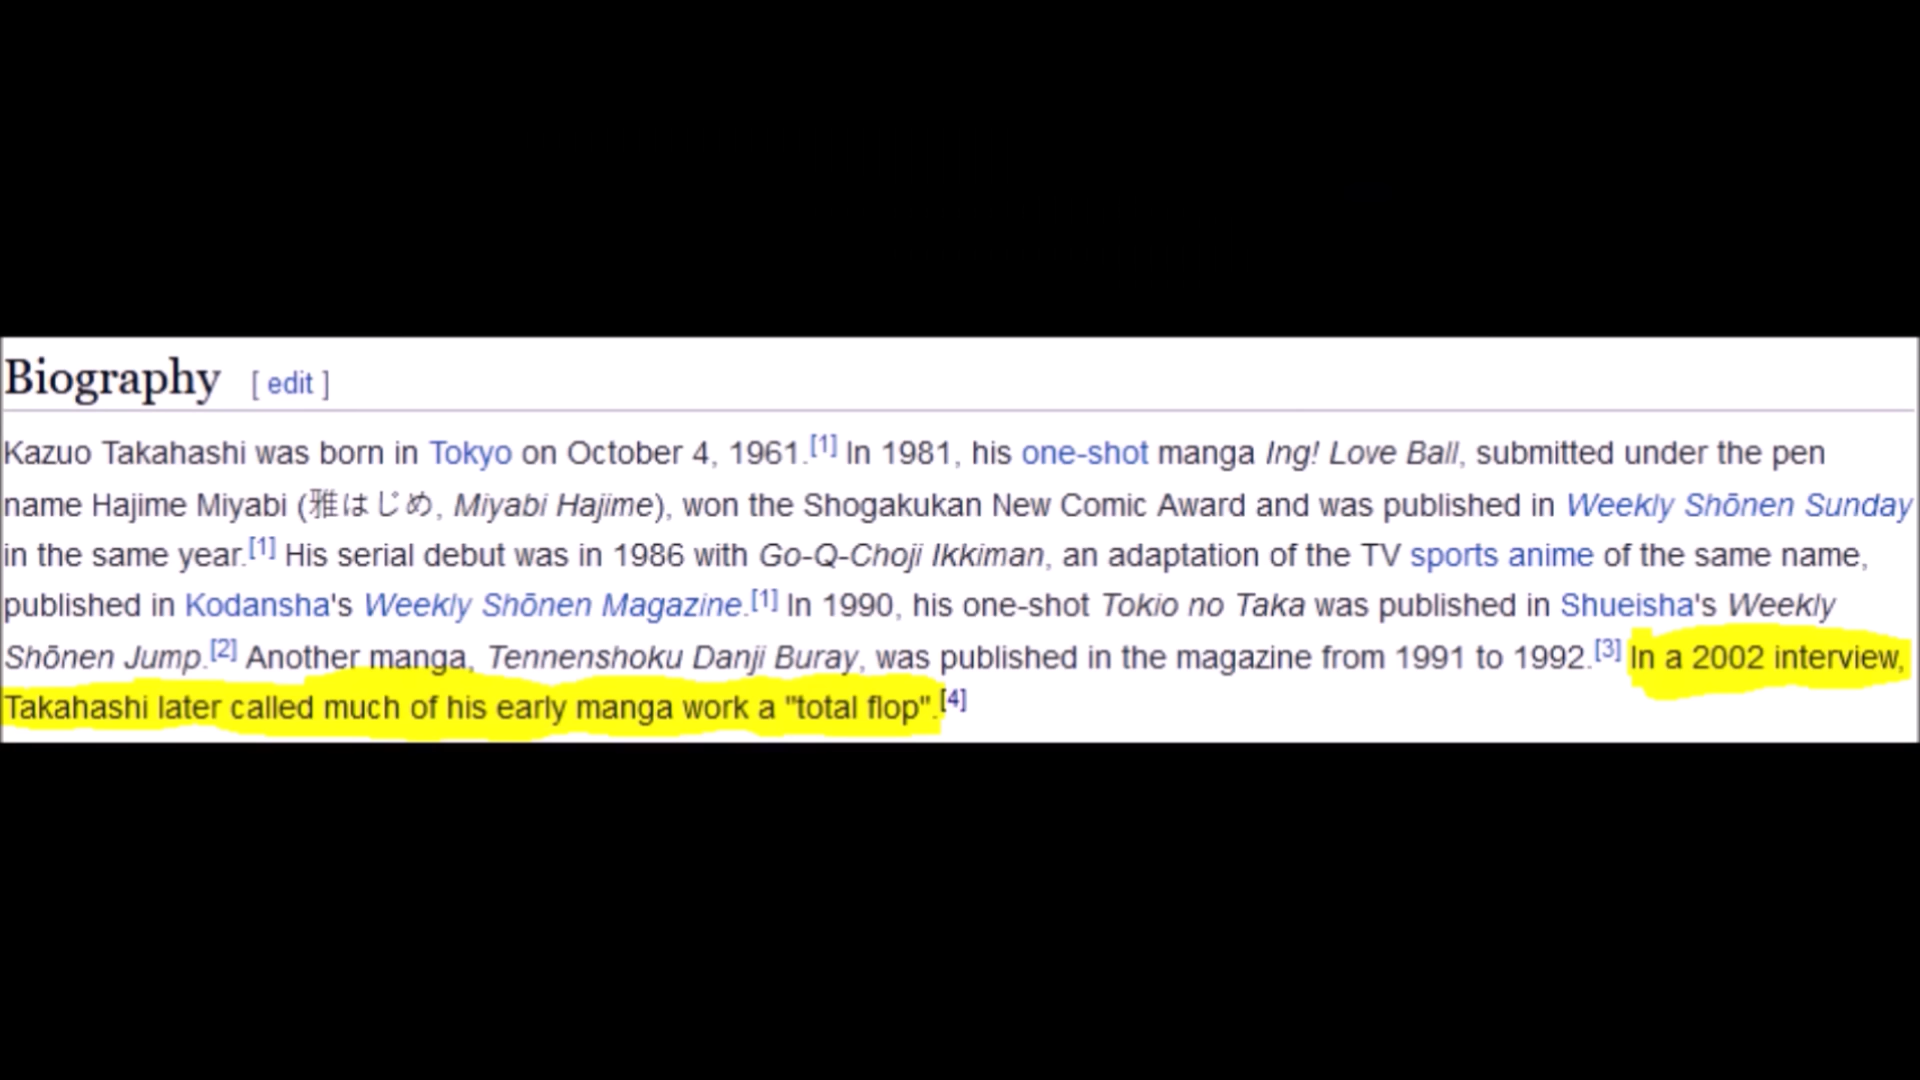 Biography [ edit ]
Kazuo Takahashi was born in Tokyo on October 4, 1961.[1] In 1981, his one-shot manga Ing! Love Ball, submitted under the pen
name Hajime Miyabi (雅はじめ, Miyabi Hajime), won the Shogakukan New Comic Award and was published in Weekly Shōnen Sunday
in the same year.[1] His serial debut was in 1986 with Go-Q-Choji Ikkiman, an adaptation of the TV sports anime of the same name,
published in Kodansha's Weekly Shōnen Magazine.[1] In 1990, his one-shot Tokio no Taka was published in Shueisha's Weekly
Shōnen Jump.[2] Another manga, Tennenshoku Danji Buray, was published in the magazine from 1991 to 1992.[3] In a 2002 interview,
Takahashi later called much of his early manga work a "total flop".[4]